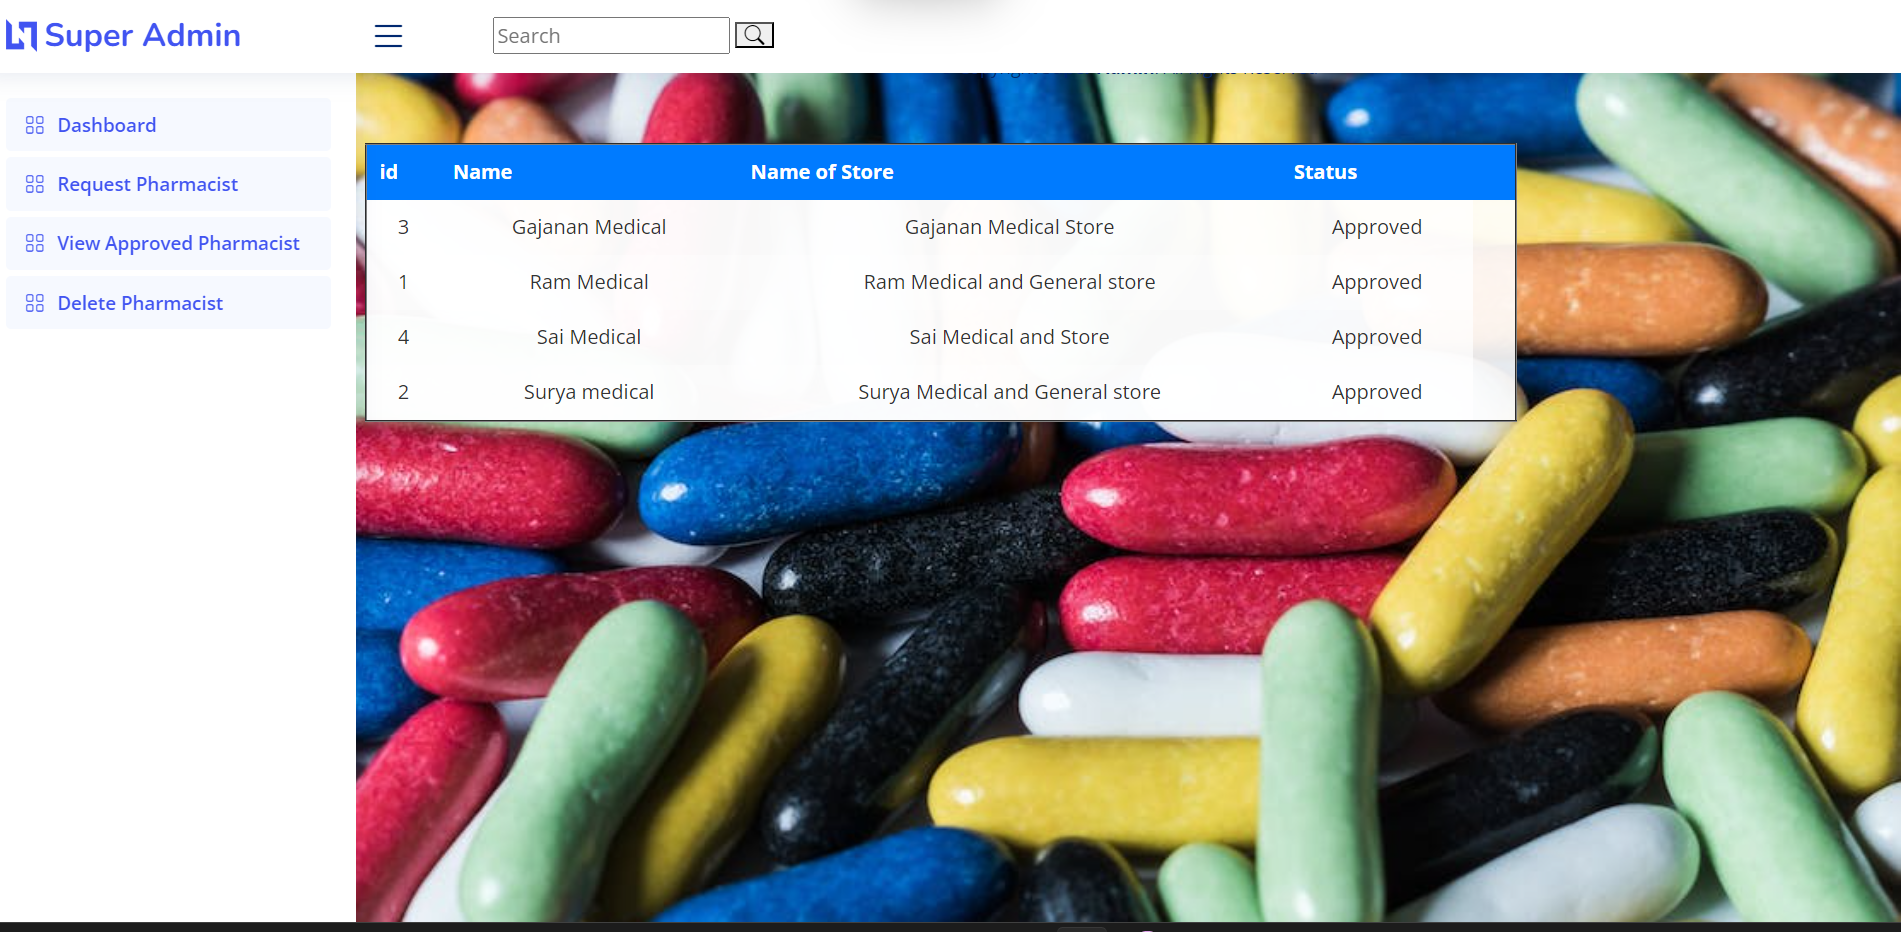 Super Admin
Search
Dashboard
Request Pharmacist
View Approved Pharmacist
Delete Pharmacist
id Name Name of Store Status
3 Gajanan Medical Gajanan Medical Store Approved
1 Ram Medical Ram Medical and General store Approved
4 Sai Medical Sai Medical and Store Approved
2 Surya medical Surya Medical and General store Approved